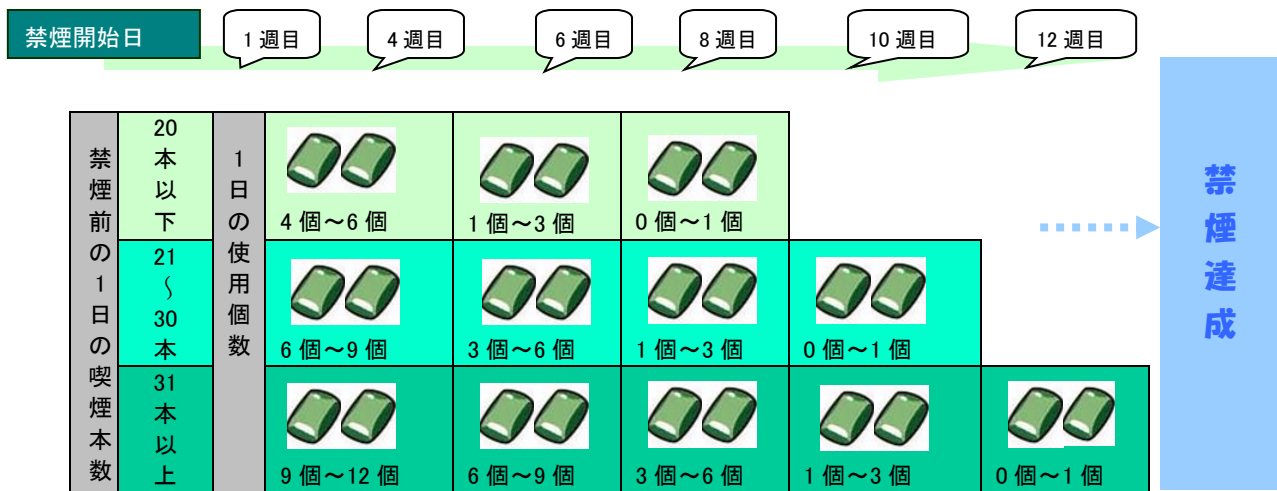 禁煙開始日
1週目
4週目
6週目
8週目
10週目
12週目
禁煙前の1日の喫煙本数
20本以下
1日の使用個数
4個～6個
1個～3個
0個～1個
21～30本
6個～9個
3個～6個
1個～3個
0個～1個
31本以上
9個～12個
6個～9個
3個～6個
1個～3個
0個～1個
禁煙達成